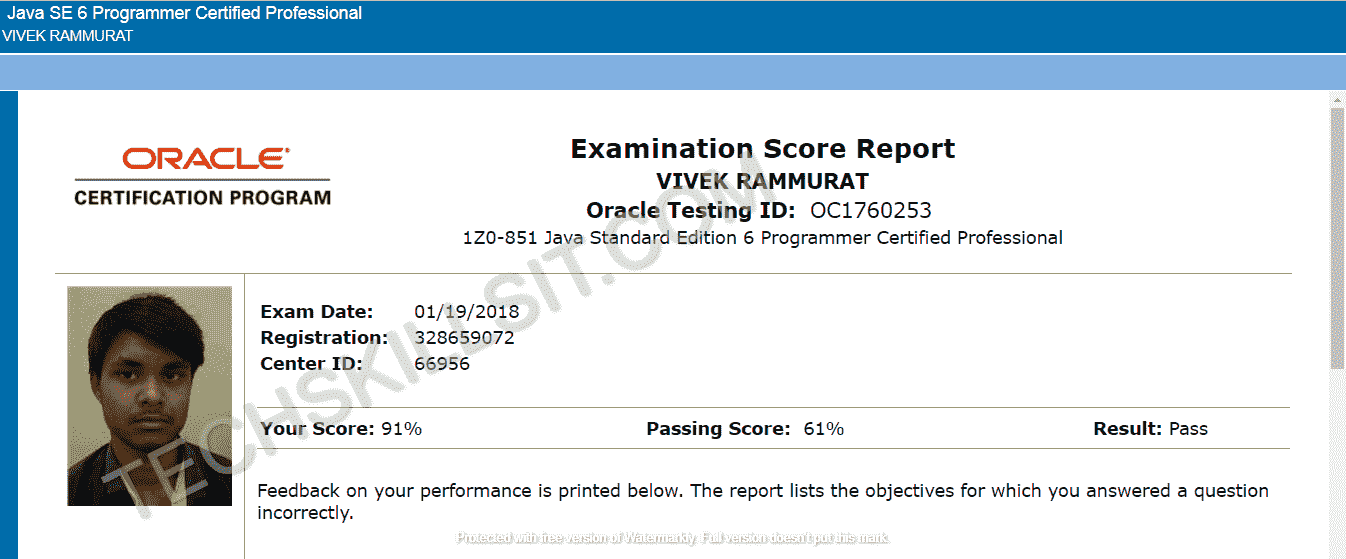 Java SE 6 Programmer Certified Professional
VIVEK RAMMURAT
ORACLE
CERTIFICATION PROGRAM
Examination Score Report
VIVEK RAMMURAT
Oracle Testing ID: OC1760253
1Z0-851 Java Standard Edition 6 Programmer Certified Professional
Exam Date: 01/19/2018
Registration: 328659072
Center ID: 66956
Your Score: 91% Passing Score: 61% Result: Pass
Feedback on your performance is printed below. The report lists the objectives for which you answered a question
incorrectly.
TECHSKILLSIT.COM
Protected with free version of Watermarkly. Full version doesn't put this mark.